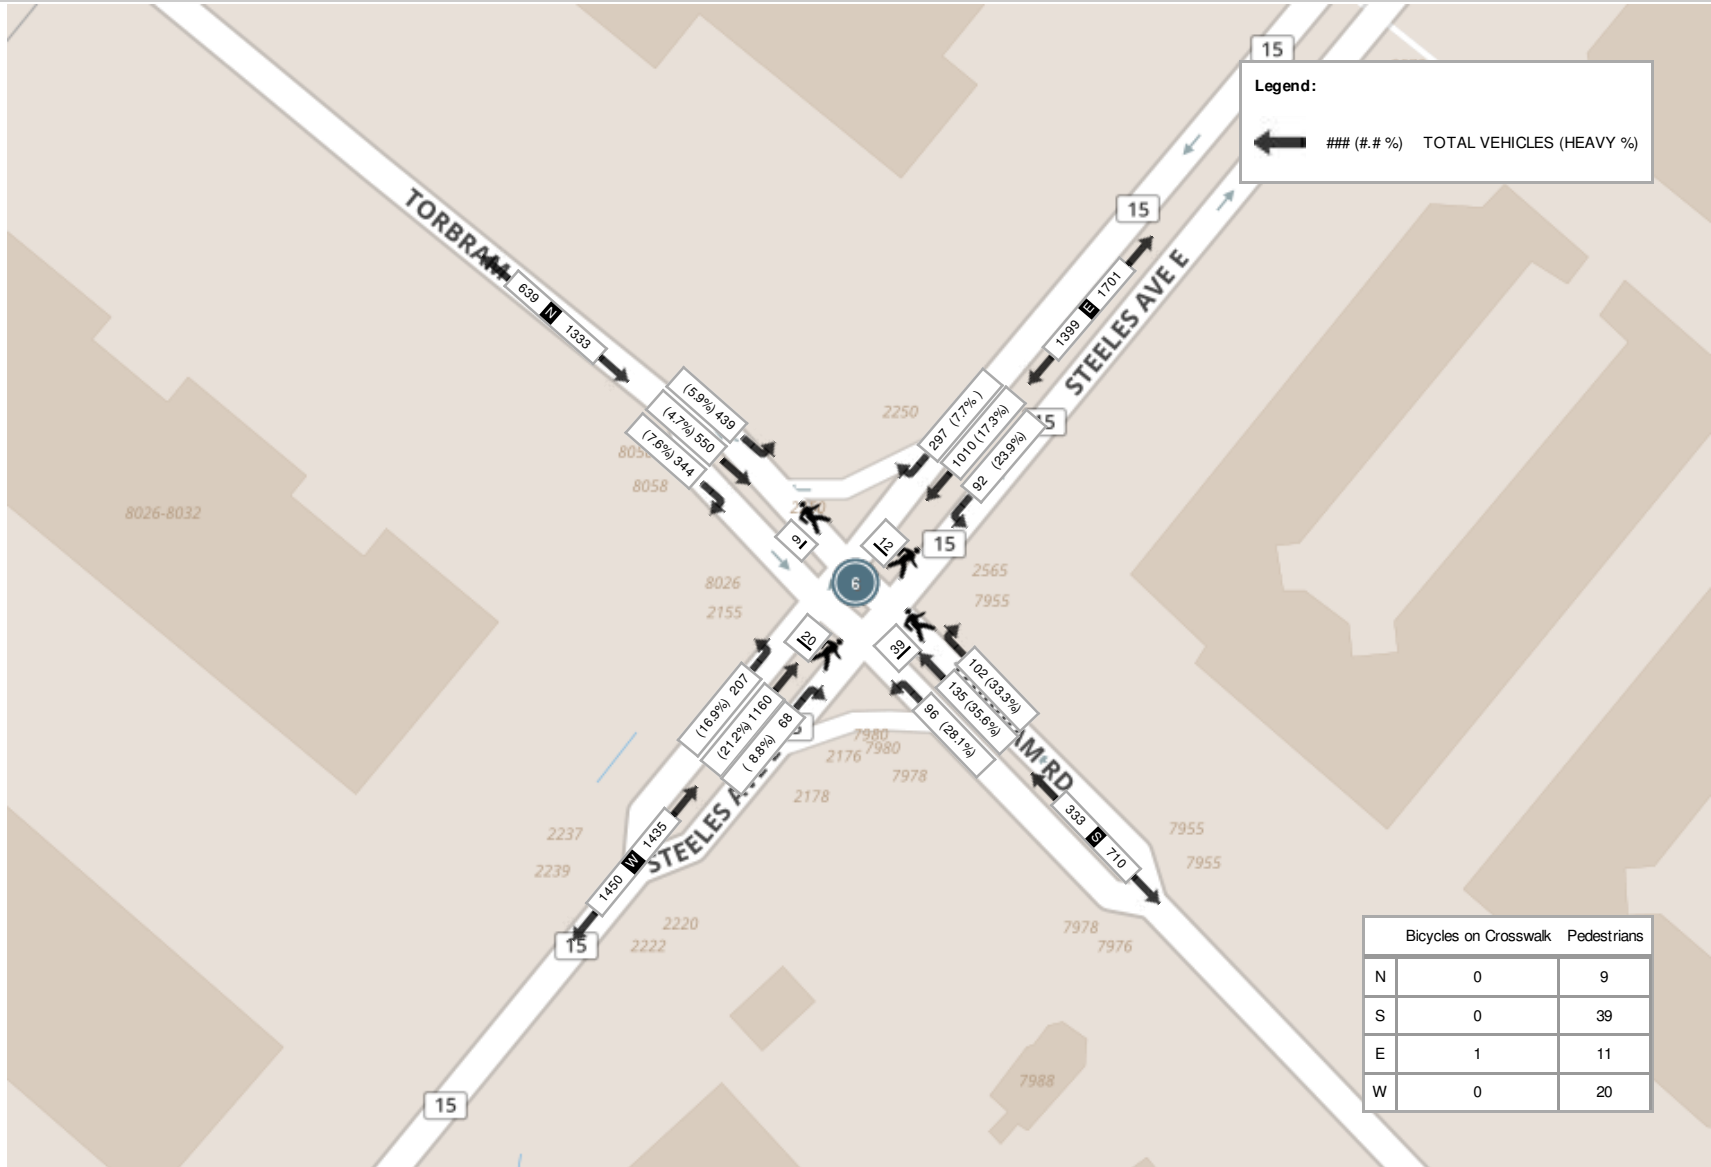 15
Legend:
### (#.# %) TOTAL VEHICLES (HEAVY %)
15
TORBRAM
639 N 1333
1399 E 1701
STEELES AVE E
(5.9%) 439
(4.7%) 550
(7.6%) 344
297 (7.7% )
1010 (17.3%)
92 (23.9%)
15
2250
8058
8026-8032
9
12
15
6
8026
2155
2565
7955
20
39
(16.9%) 207
(21.2%) 1160
( 8.8%) 68
102 (33.3%)
135 (35.6%)
96 (28.1%)
AM RD
7980
7980
2176
7978
2178
STEELES A
333 S 710
1450 W 1435
2237
2239
7955
7955
2220
2222
15
7978
7976
Bicycles on Crosswalk Pedestrians
N 0 9
S 0 39
E 1 11
W 0 20
7988
15